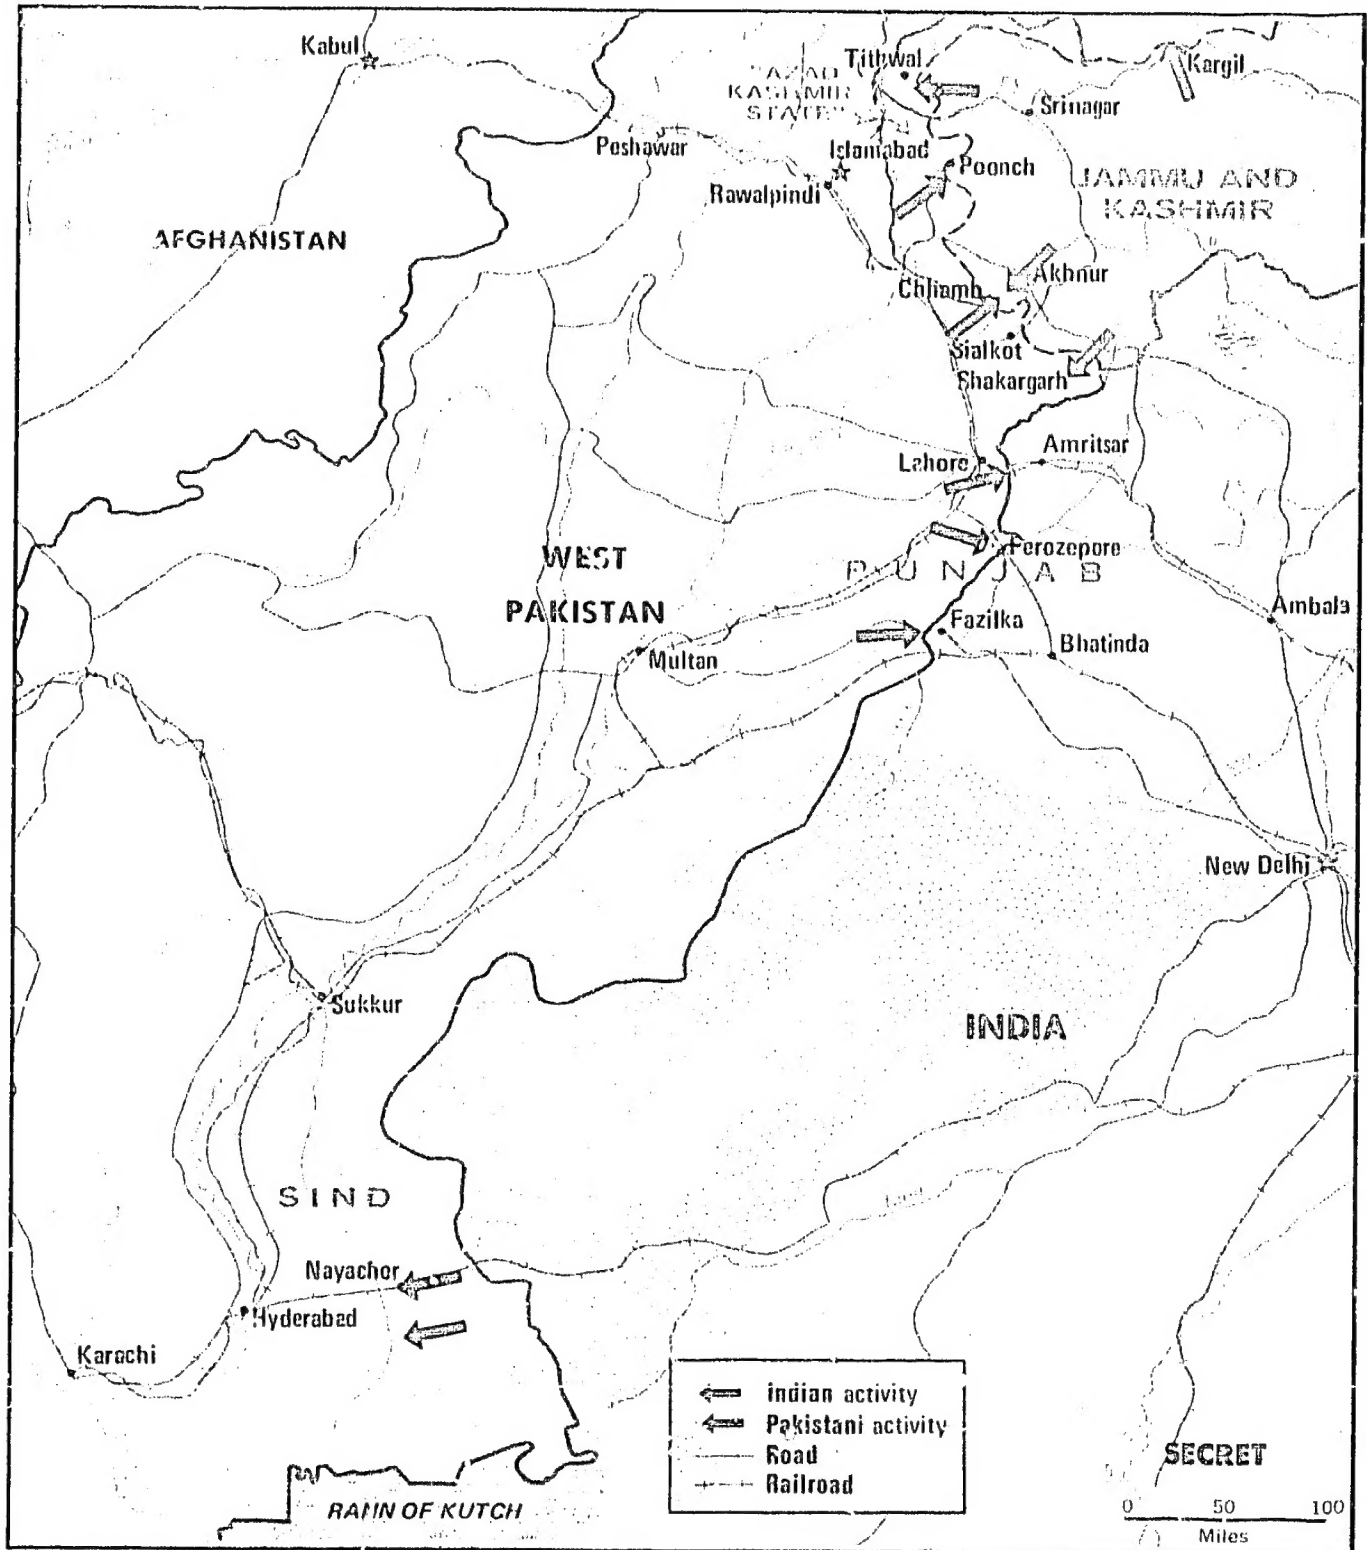 Kabul
Tithwal
Kargil
"AZAD
KASHMIR
STATE"
Srinagar
Peshawar
Islamabad
Poonch
Rawalpindi
JAMMU AND
KASHMIR
AFGHANISTAN
Akhnur
Chhamb
Sialkot
Shakargarh
Lahore
Amritsar
WEST
PAKISTAN
Ferozepore
PUNJAB
Fazilka
Ambala
Multan
Bhatinda
New Delhi
Sukkur
INDIA
SIND
Nayachor
Hyderabad
Karachi
Indian activity
Pakistani activity
Road
Railroad
SECRET
RANN OF KUTCH
0 50 100
Miles